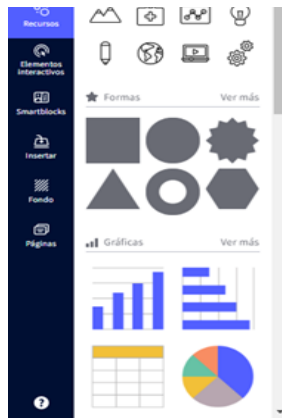 Recursos
Elementos
interactivos
Smartblocks
Insertar
Fondo
Páginas
?
Formas Ver más
Gráficas Ver más